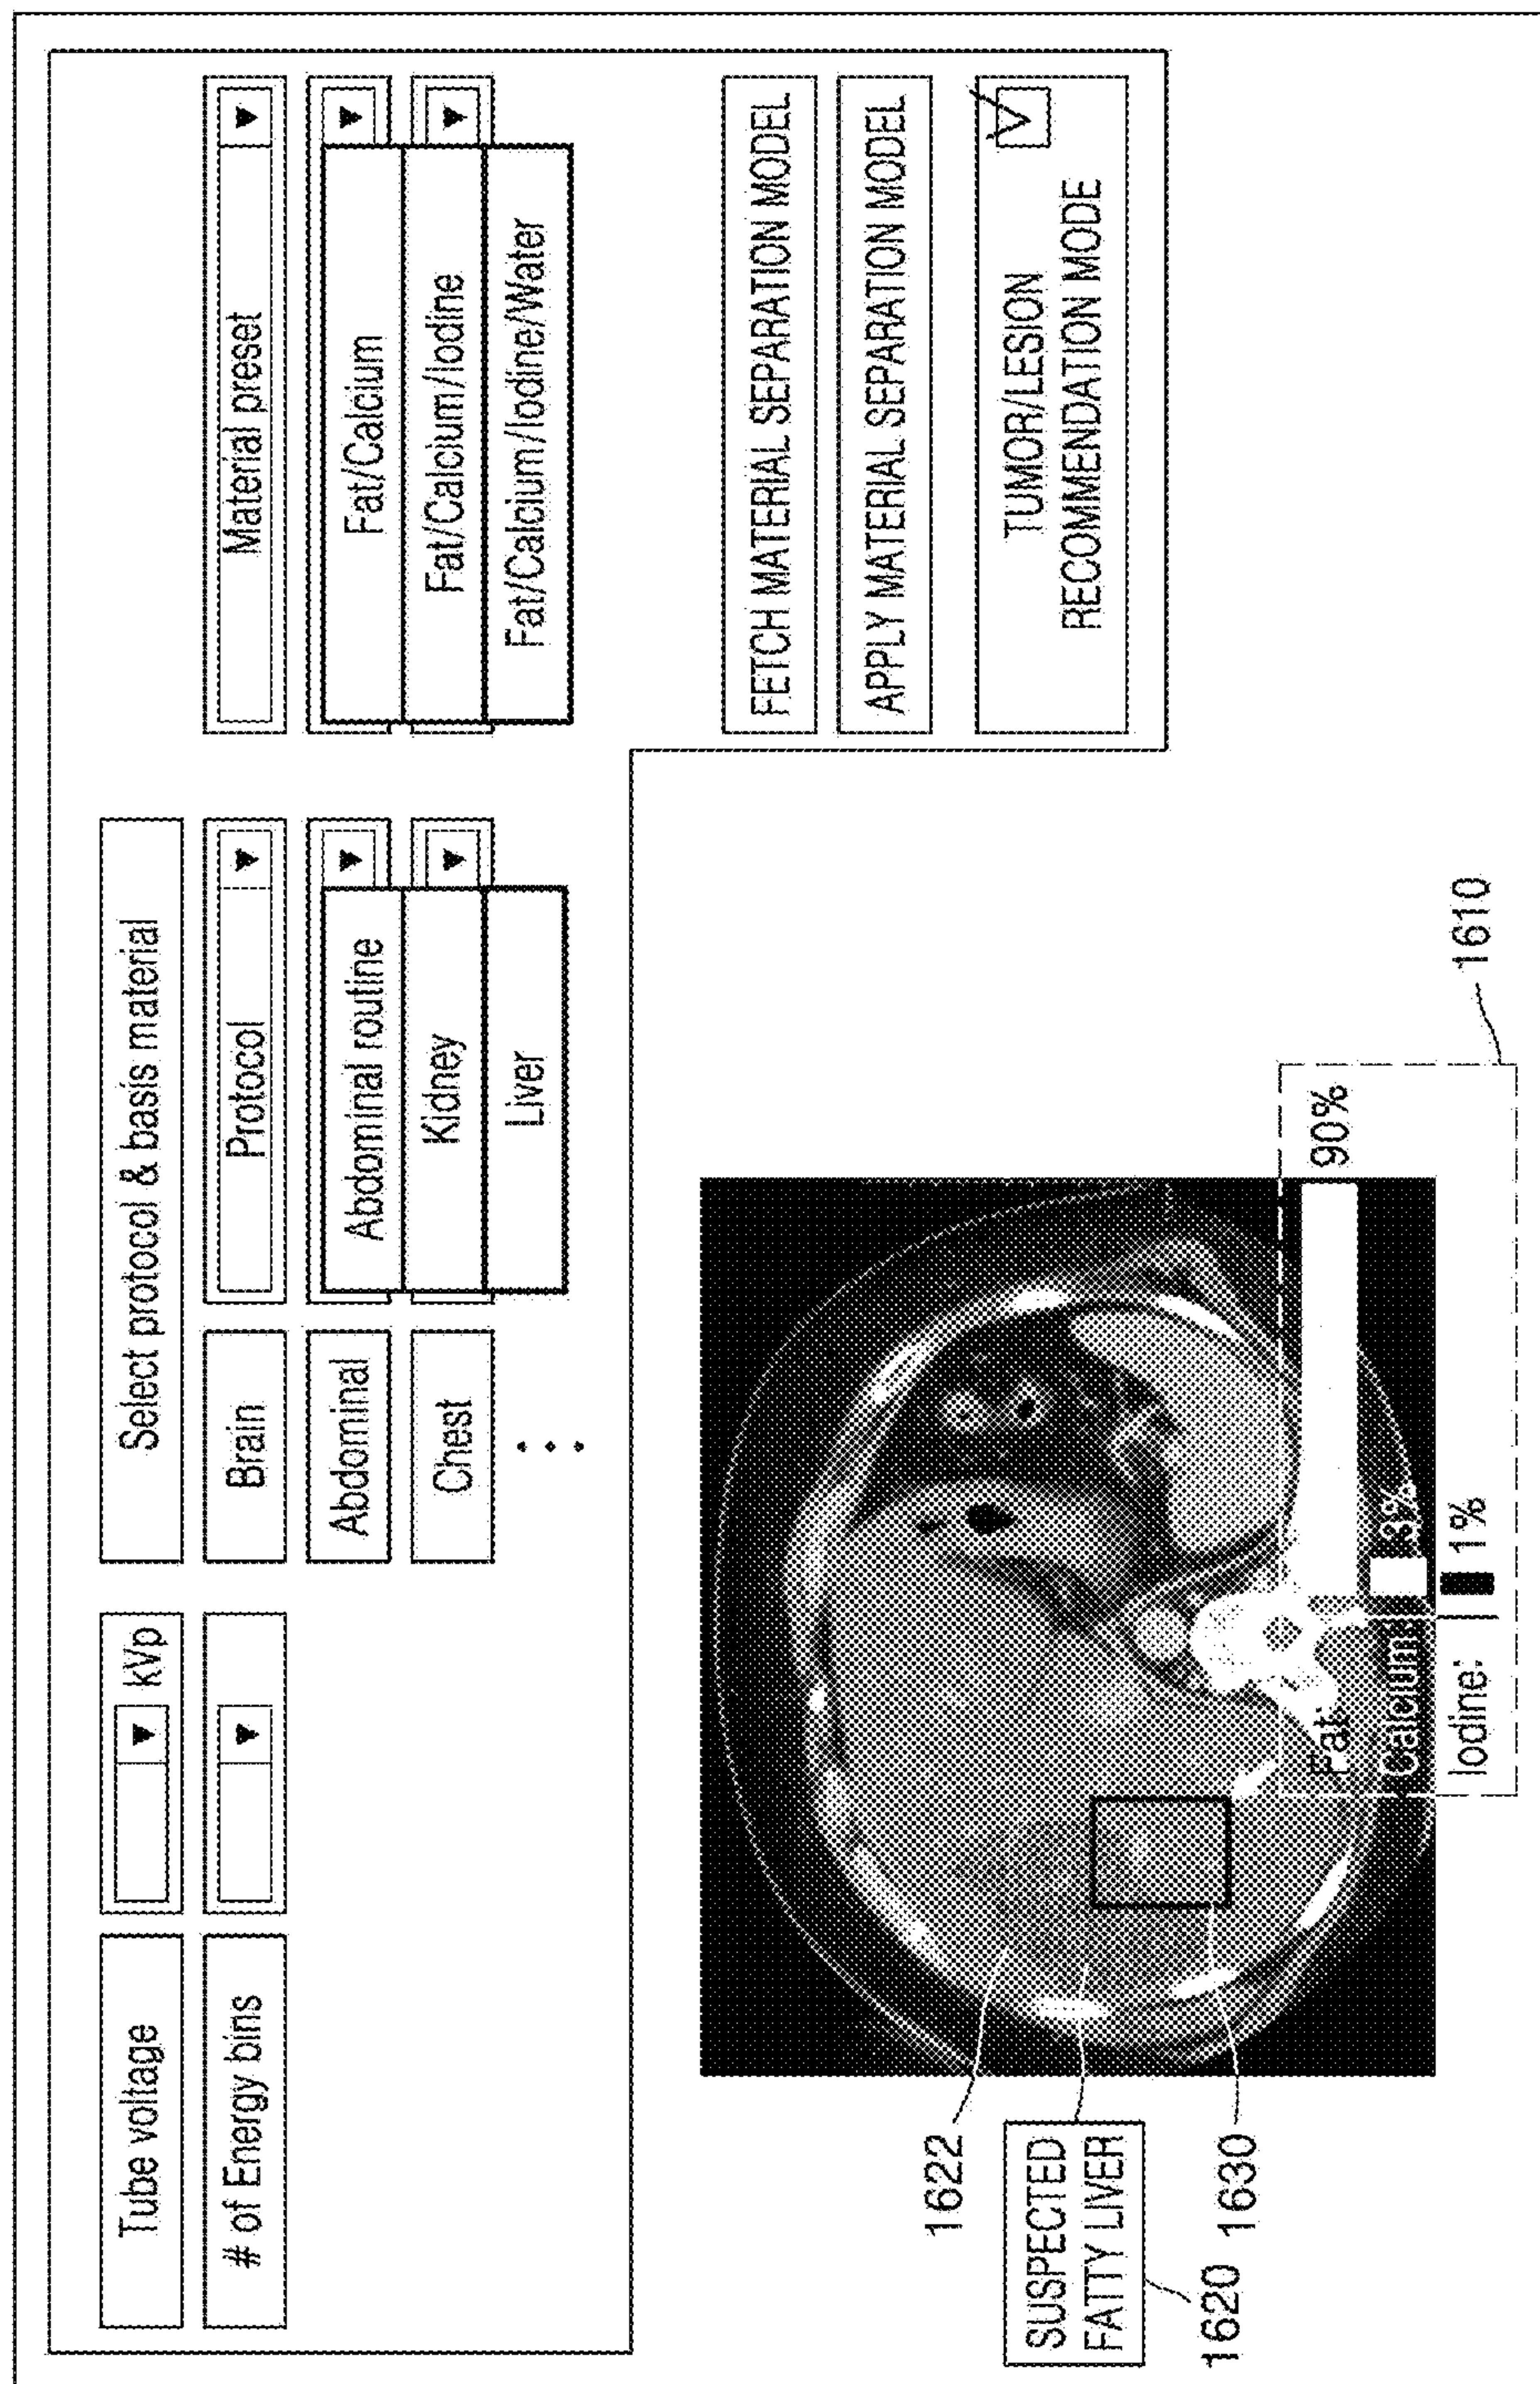 Tube voltage
kVp
# of Energy bins
Select protocol & basis material
Brain
Protocol
Material preset
Abdominal
Abdominal routine
Fat/Calcium
Chest
Kidney
Fat/Calcium/Iodine
Liver
Fat/Calcium/Iodine/Water
FETCH MATERIAL SEPARATION MODEL
APPLY MATERIAL SEPARATION MODEL
TUMOR/LESION
RECOMMENDATION MODE
1622
SUSPECTED
FATTY LIVER
1620
1630
Fat:
90%
Calcium:
3%
Iodine:
1%
1610